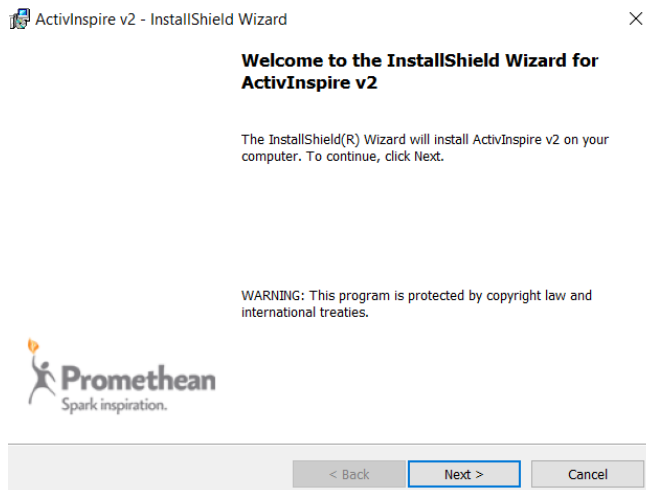 ActivInspire v2 - InstallShield Wizard
Welcome to the InstallShield Wizard for
ActivInspire v2
The InstallShield(R) Wizard will install ActivInspire v2 on your
computer. To continue, click Next.
WARNING: This program is protected by copyright law and
international treaties.
Promethean
Spark inspiration.
< Back
Next >
Cancel